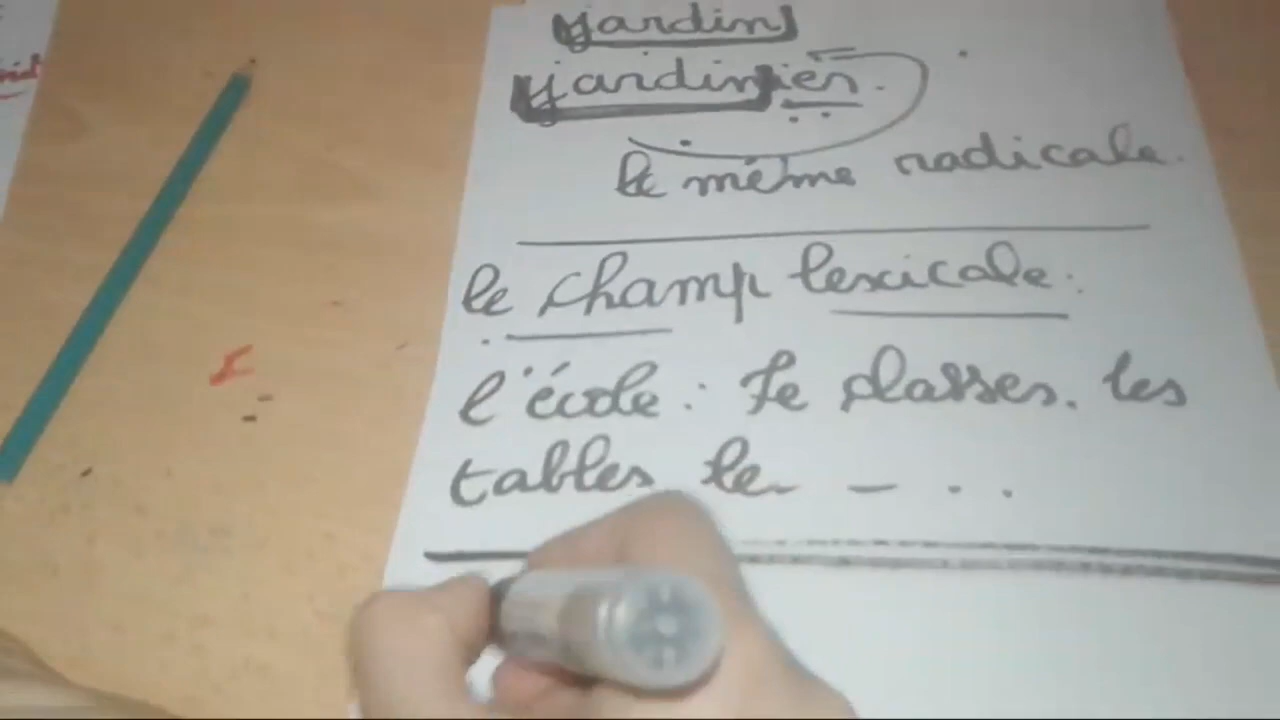 jardin
jardinier.
le même radicale.
le champ lexicale:
l'école: Le classes. les
tables le - - . .